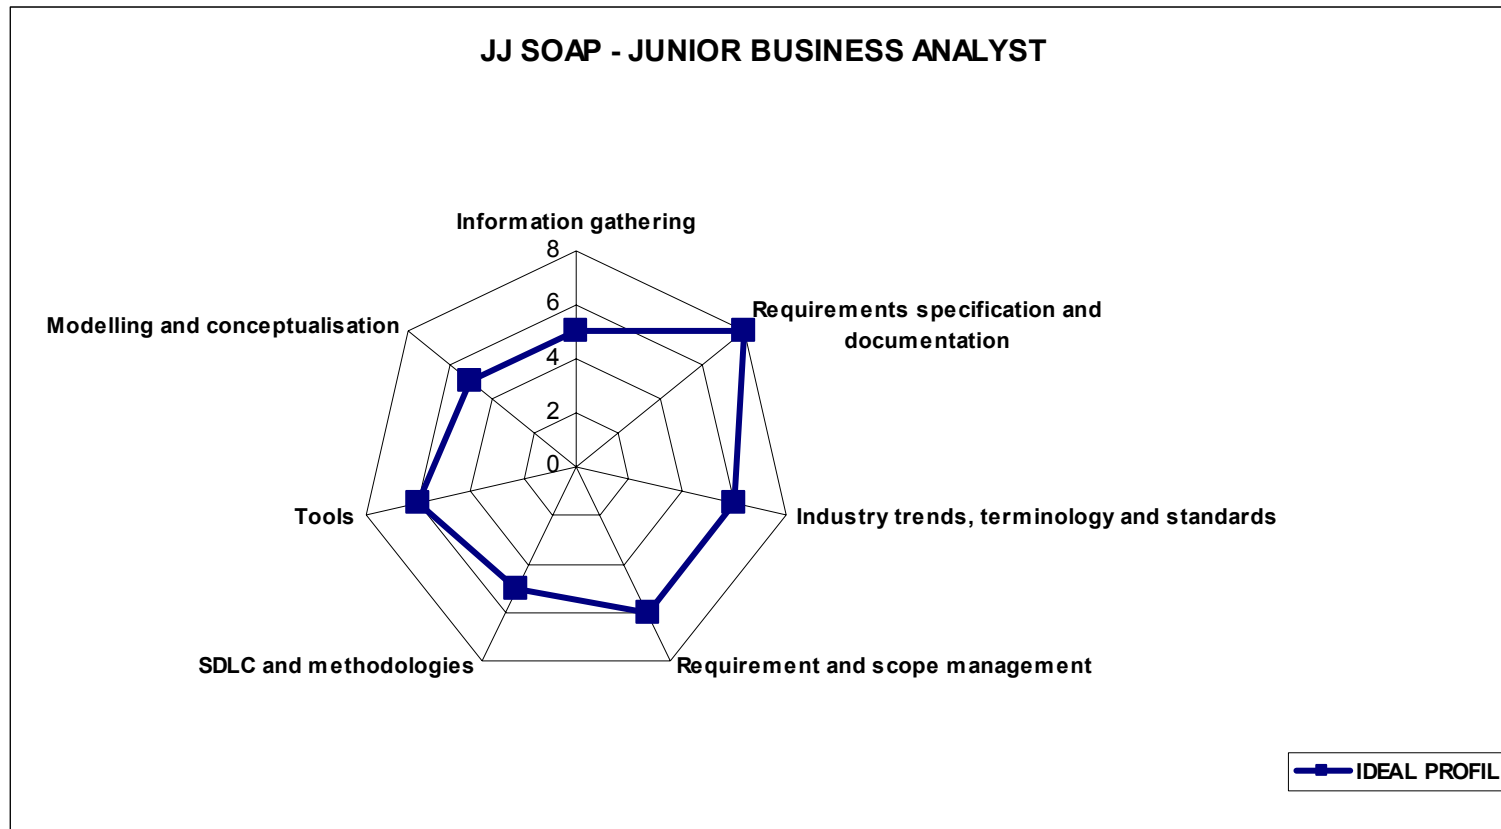 JJ SOAP - JUNIOR BUSINESS ANALYST
Information gathering
8
6
4
2
0
Requirements specification and
documentation
Modelling and conceptualisation
Industry trends, terminology and standards
Tools
SDLC and methodologies
Requirement and scope management
IDEAL PROFIL